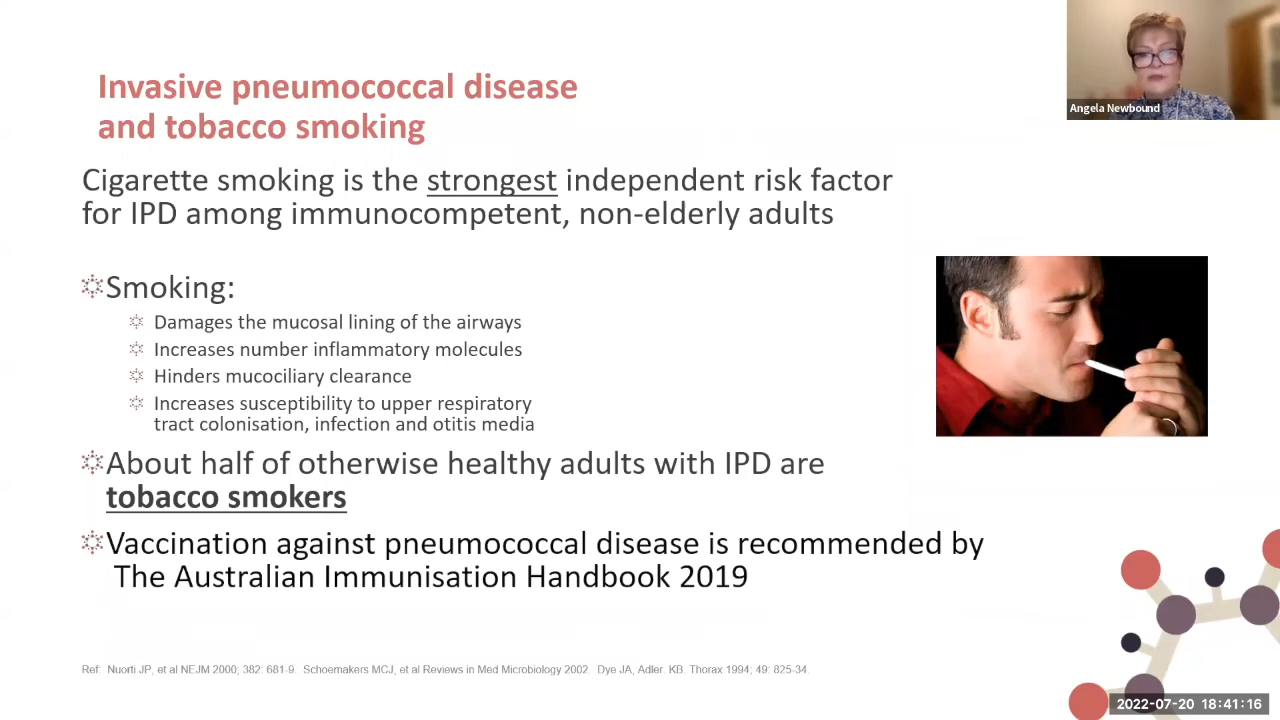 Invasive pneumococcal disease
and tobacco smoking
Angela Newbound
Cigarette smoking is the strongest independent risk factor
for IPD among immunocompetent, non-elderly adults
Smoking:
Damages the mucosal lining of the airways
Increases number inflammatory molecules
Hinders mucociliary clearance
Increases susceptibility to upper respiratory
tract colonisation, infection and otitis media
About half of otherwise healthy adults with IPD are
tobacco smokers
Vaccination against pneumococcal disease is recommended by
The Australian Immunisation Handbook 2019
Ref: Nuorti JP, et al NEJM 2000; 382: 681-9. Schoemakers MCJ, et al Reviews in Med Microbiology 2002. Dye JA, Adler. KB. Thorax 1994; 49: 825-34.
2022-07-20 18:41:16